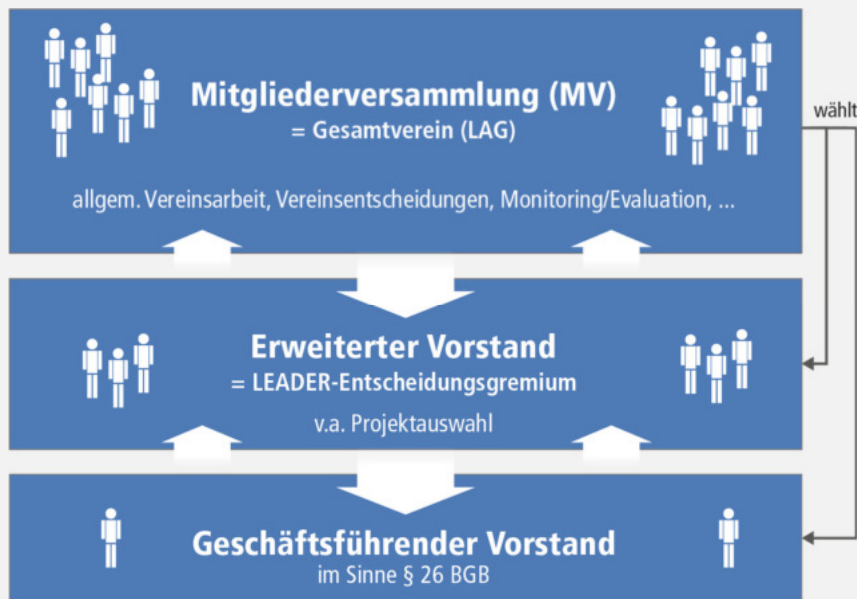 Mitgliederversammlung (MV)
= Gesamtverein (LAG)
wählt
allgem. Vereinsarbeit, Vereinsentscheidungen, Monitoring/Evaluation, ...
Erweiterter Vorstand
= LEADER-Entscheidungsgremium
v.a. Projektauswahl
Geschäftsführender Vorstand
im Sinne § 26 BGB